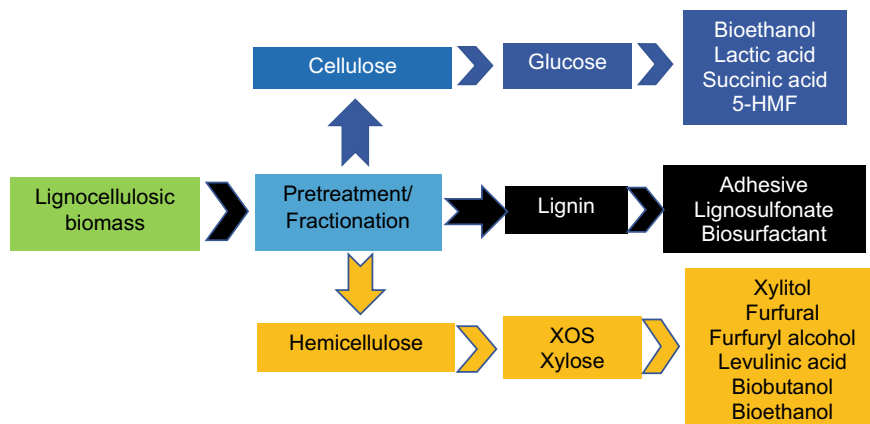 Cellulose
Glucose
Bioethanol
Lactic acid
Succinic acid
5-HMF
Lignocellulosic
biomass
Pretreatment/
Fractionation
Lignin
Adhesive
Lignosulfonate
Biosurfactant
Hemicellulose
XOS
Xylose
Xylitol
Furfural
Furfuryl alcohol
Levulinic acid
Biobutanol
Bioethanol